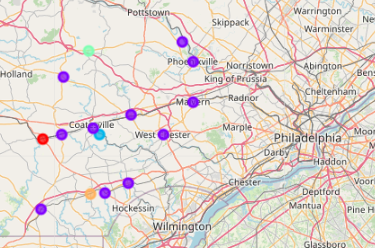 Pottstown
Skippack
Warrington
Warminster
Phoenixville
Norristown
Abington
King of Prussia
Holland
Cheltenham
Radnor
Coatesville
West Chester
Marple
Philadelphia
Darby
Haddon
Chester
Deptford
Mantua
Hockessin
Wilmington
Pine H
Glassboro